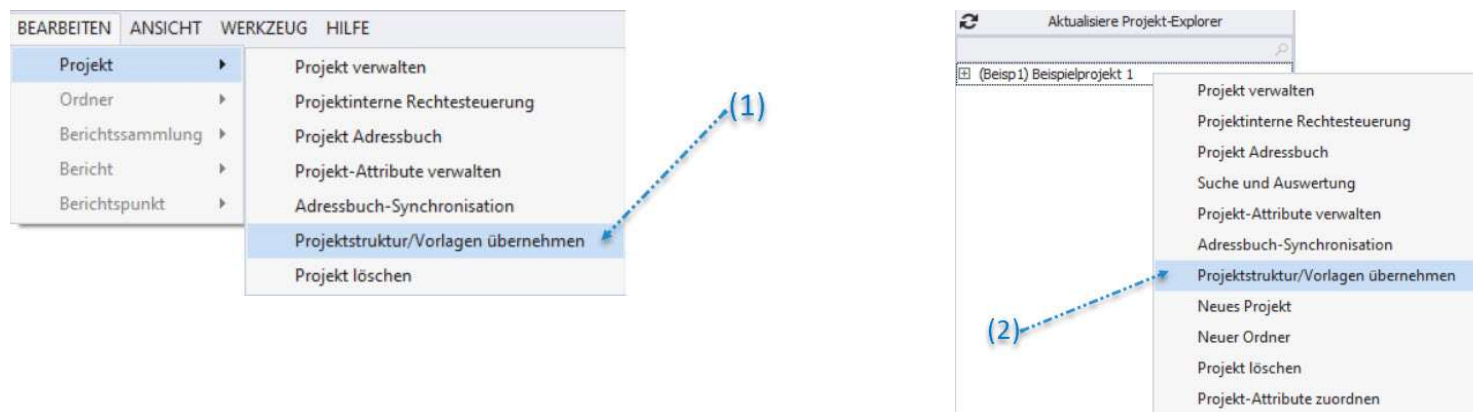 BEARBEITEN ANSICHT WERKZEUG HILFE
Projekt
Ordner
Berichtssammlung
Bericht
Berichtspunkt
Projekt verwalten
Projektinterne Rechtesteuerung
Projekt Adressbuch
Projekt-Attribute verwalten
Adressbuch-Synchronisation
Projektstruktur/Vorlagen übernehmen
Projekt löschen
(1)
Aktualisiere Projekt-Explorer
(Beisp1) Beispielprojekt 1
Projekt verwalten
Projektinterne Rechtesteuerung
Projekt Adressbuch
Suche und Auswertung
Projekt-Attribute verwalten
Adressbuch-Synchronisation
Projektstruktur/Vorlagen übernehmen
Neues Projekt
Neuer Ordner
Projekt löschen
Projekt-Attribute zuordnen
(2)